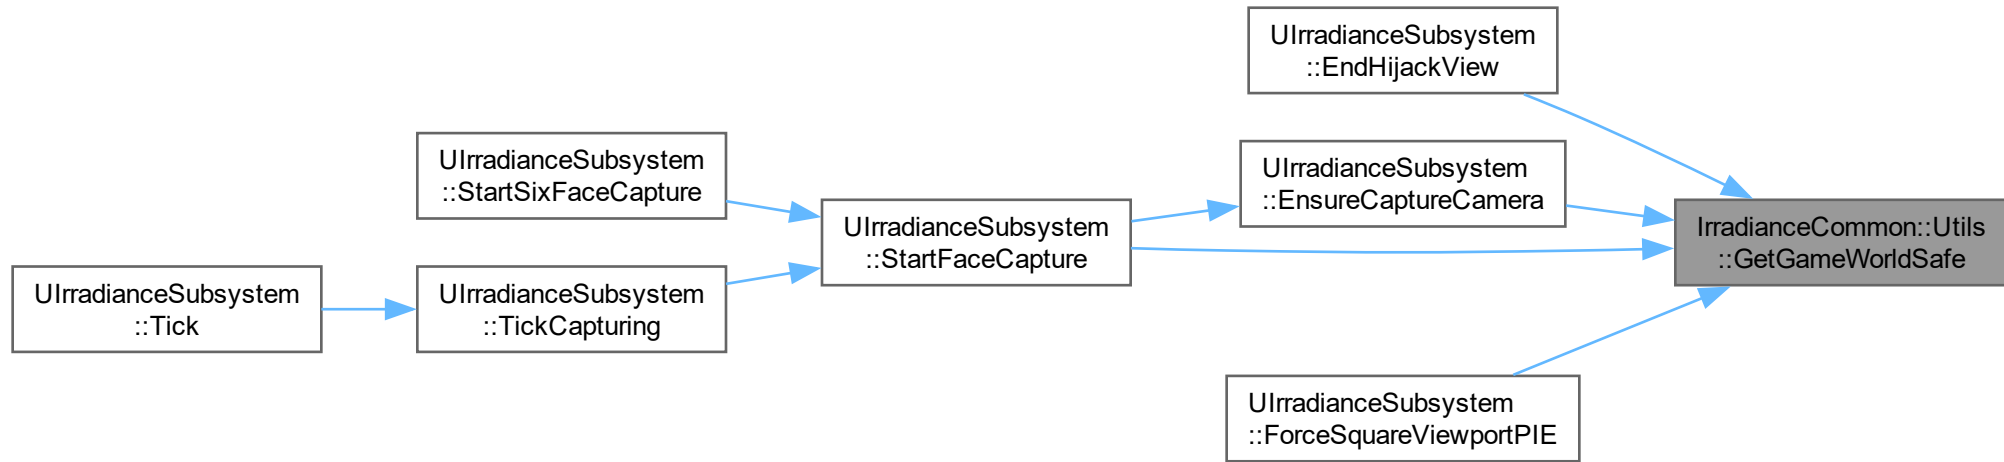 UIrradianceSubsystem
::EndHijackView
UIrradianceSubsystem
::StartSixFaceCapture
UIrradianceSubsystem
::EnsureCaptureCamera
UIrradianceSubsystem
::StartFaceCapture
IrradianceCommon::Utils
::GetGameWorldSafe
UIrradianceSubsystem
::Tick
UIrradianceSubsystem
::TickCapturing
UIrradianceSubsystem
::ForceSquareViewportPIE